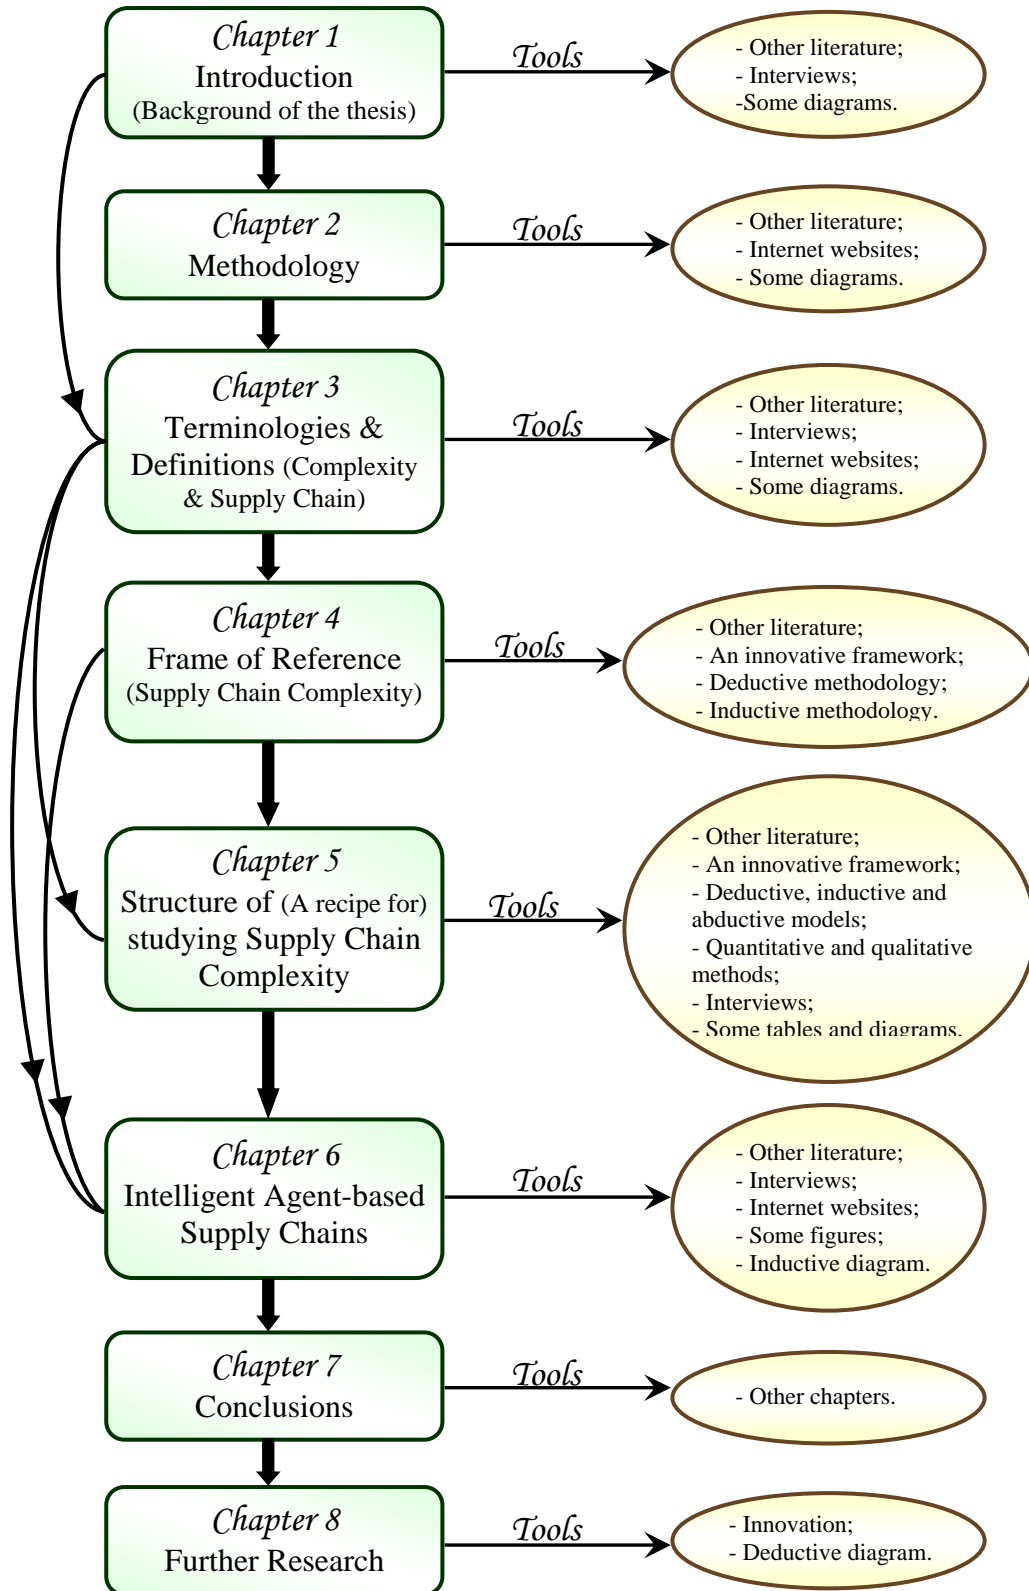 Chapter 1
Introduction
(Background of the thesis)
Tools
- Other literature;
- Interviews;
-Some diagrams.
Chapter 2
Methodology
Tools
- Other literature;
- Internet websites;
- Some diagrams.
Chapter 3
Terminologies &
Definitions (Complexity
& Supply Chain)
Tools
- Other literature;
- Interviews;
- Internet websites;
- Some diagrams.
Chapter 4
Frame of Reference
(Supply Chain Complexity)
Tools
- Other literature;
- An innovative framework;
- Deductive methodology;
- Inductive methodology.
Chapter 5
Structure of (A recipe for)
studying Supply Chain
Complexity
Tools
- Other literature;
- An innovative framework;
- Deductive, inductive and
abductive models;
- Quantitative and qualitative
methods;
- Interviews;
- Some tables and diagrams.
Chapter 6
Intelligent Agent-based
Supply Chains
Tools
- Other literature;
- Interviews;
- Internet websites;
- Some figures;
- Inductive diagram.
Chapter 7
Conclusions
Tools
- Other chapters.
Chapter 8
Further Research
Tools
- Innovation;
- Deductive diagram.